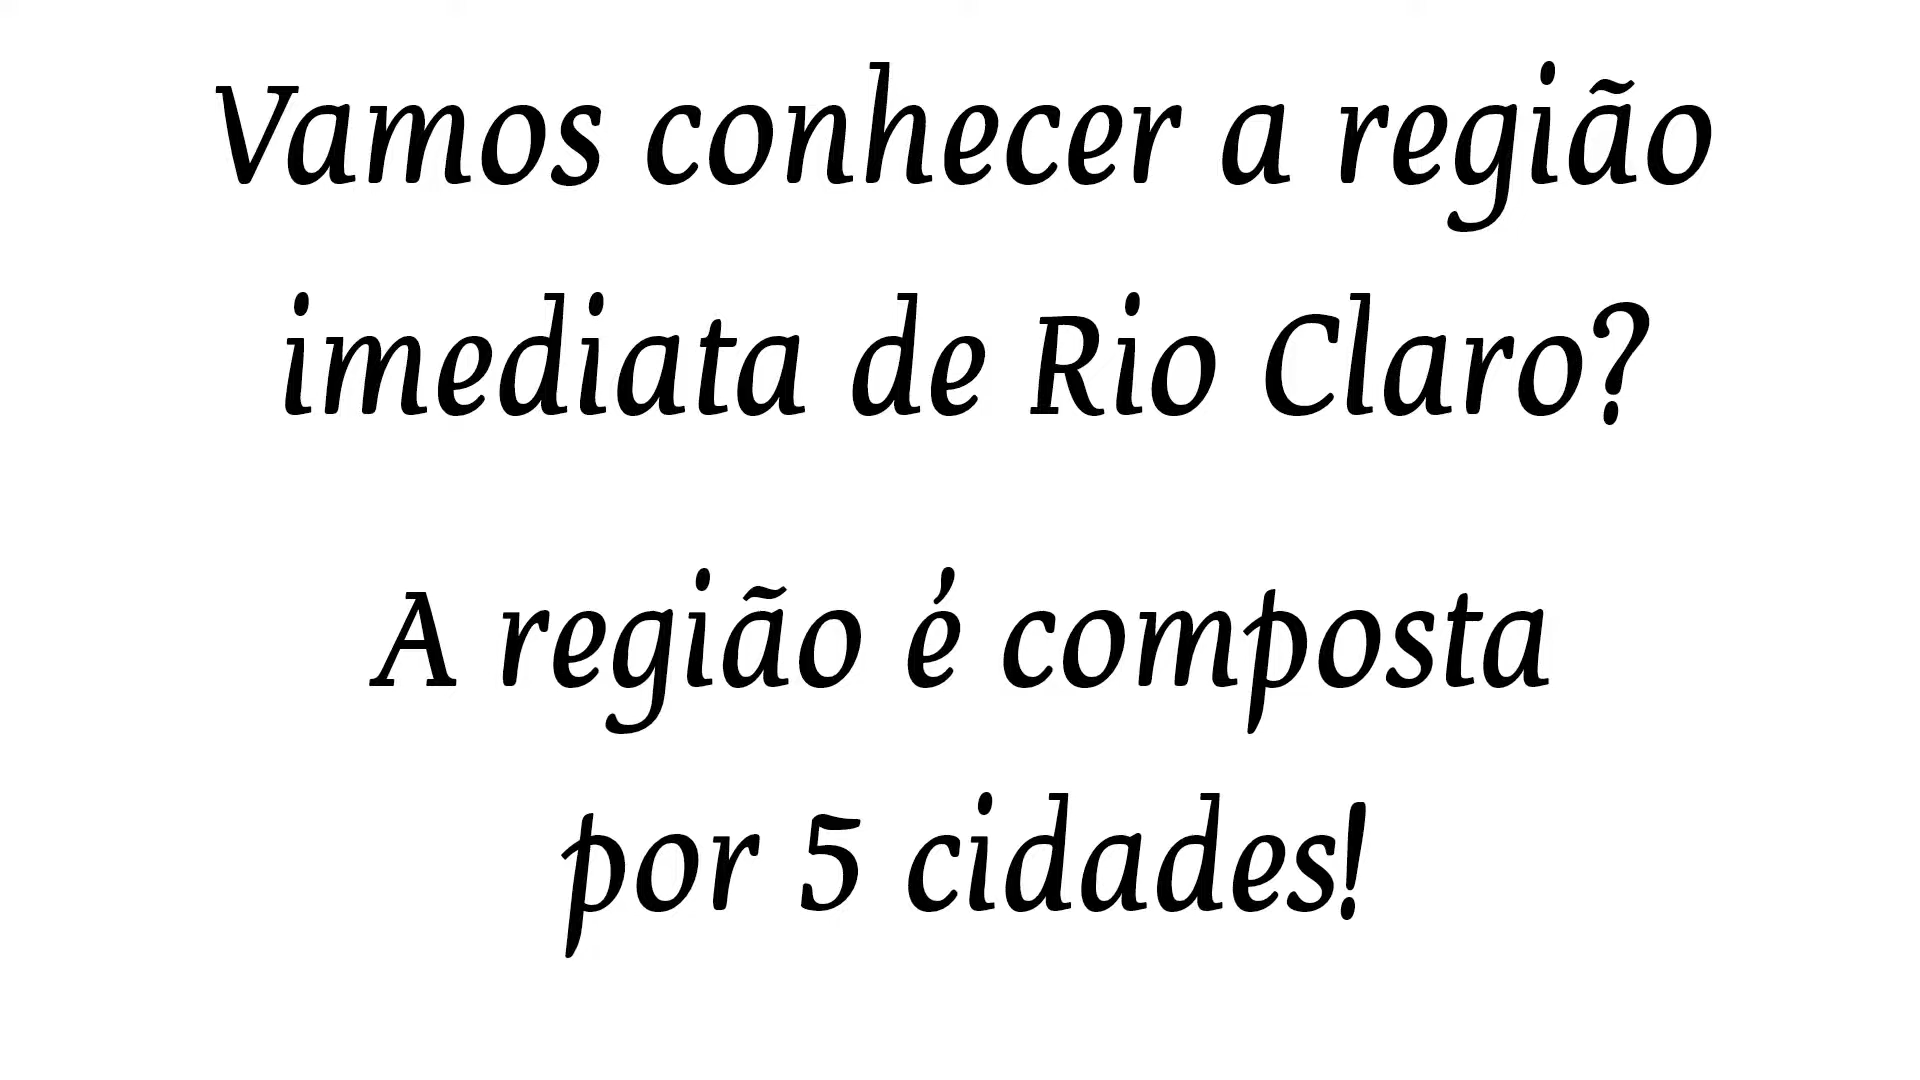 Vamos conhecer a região
imediata de Rio Claro?
A região é composta
por 5 cidades!